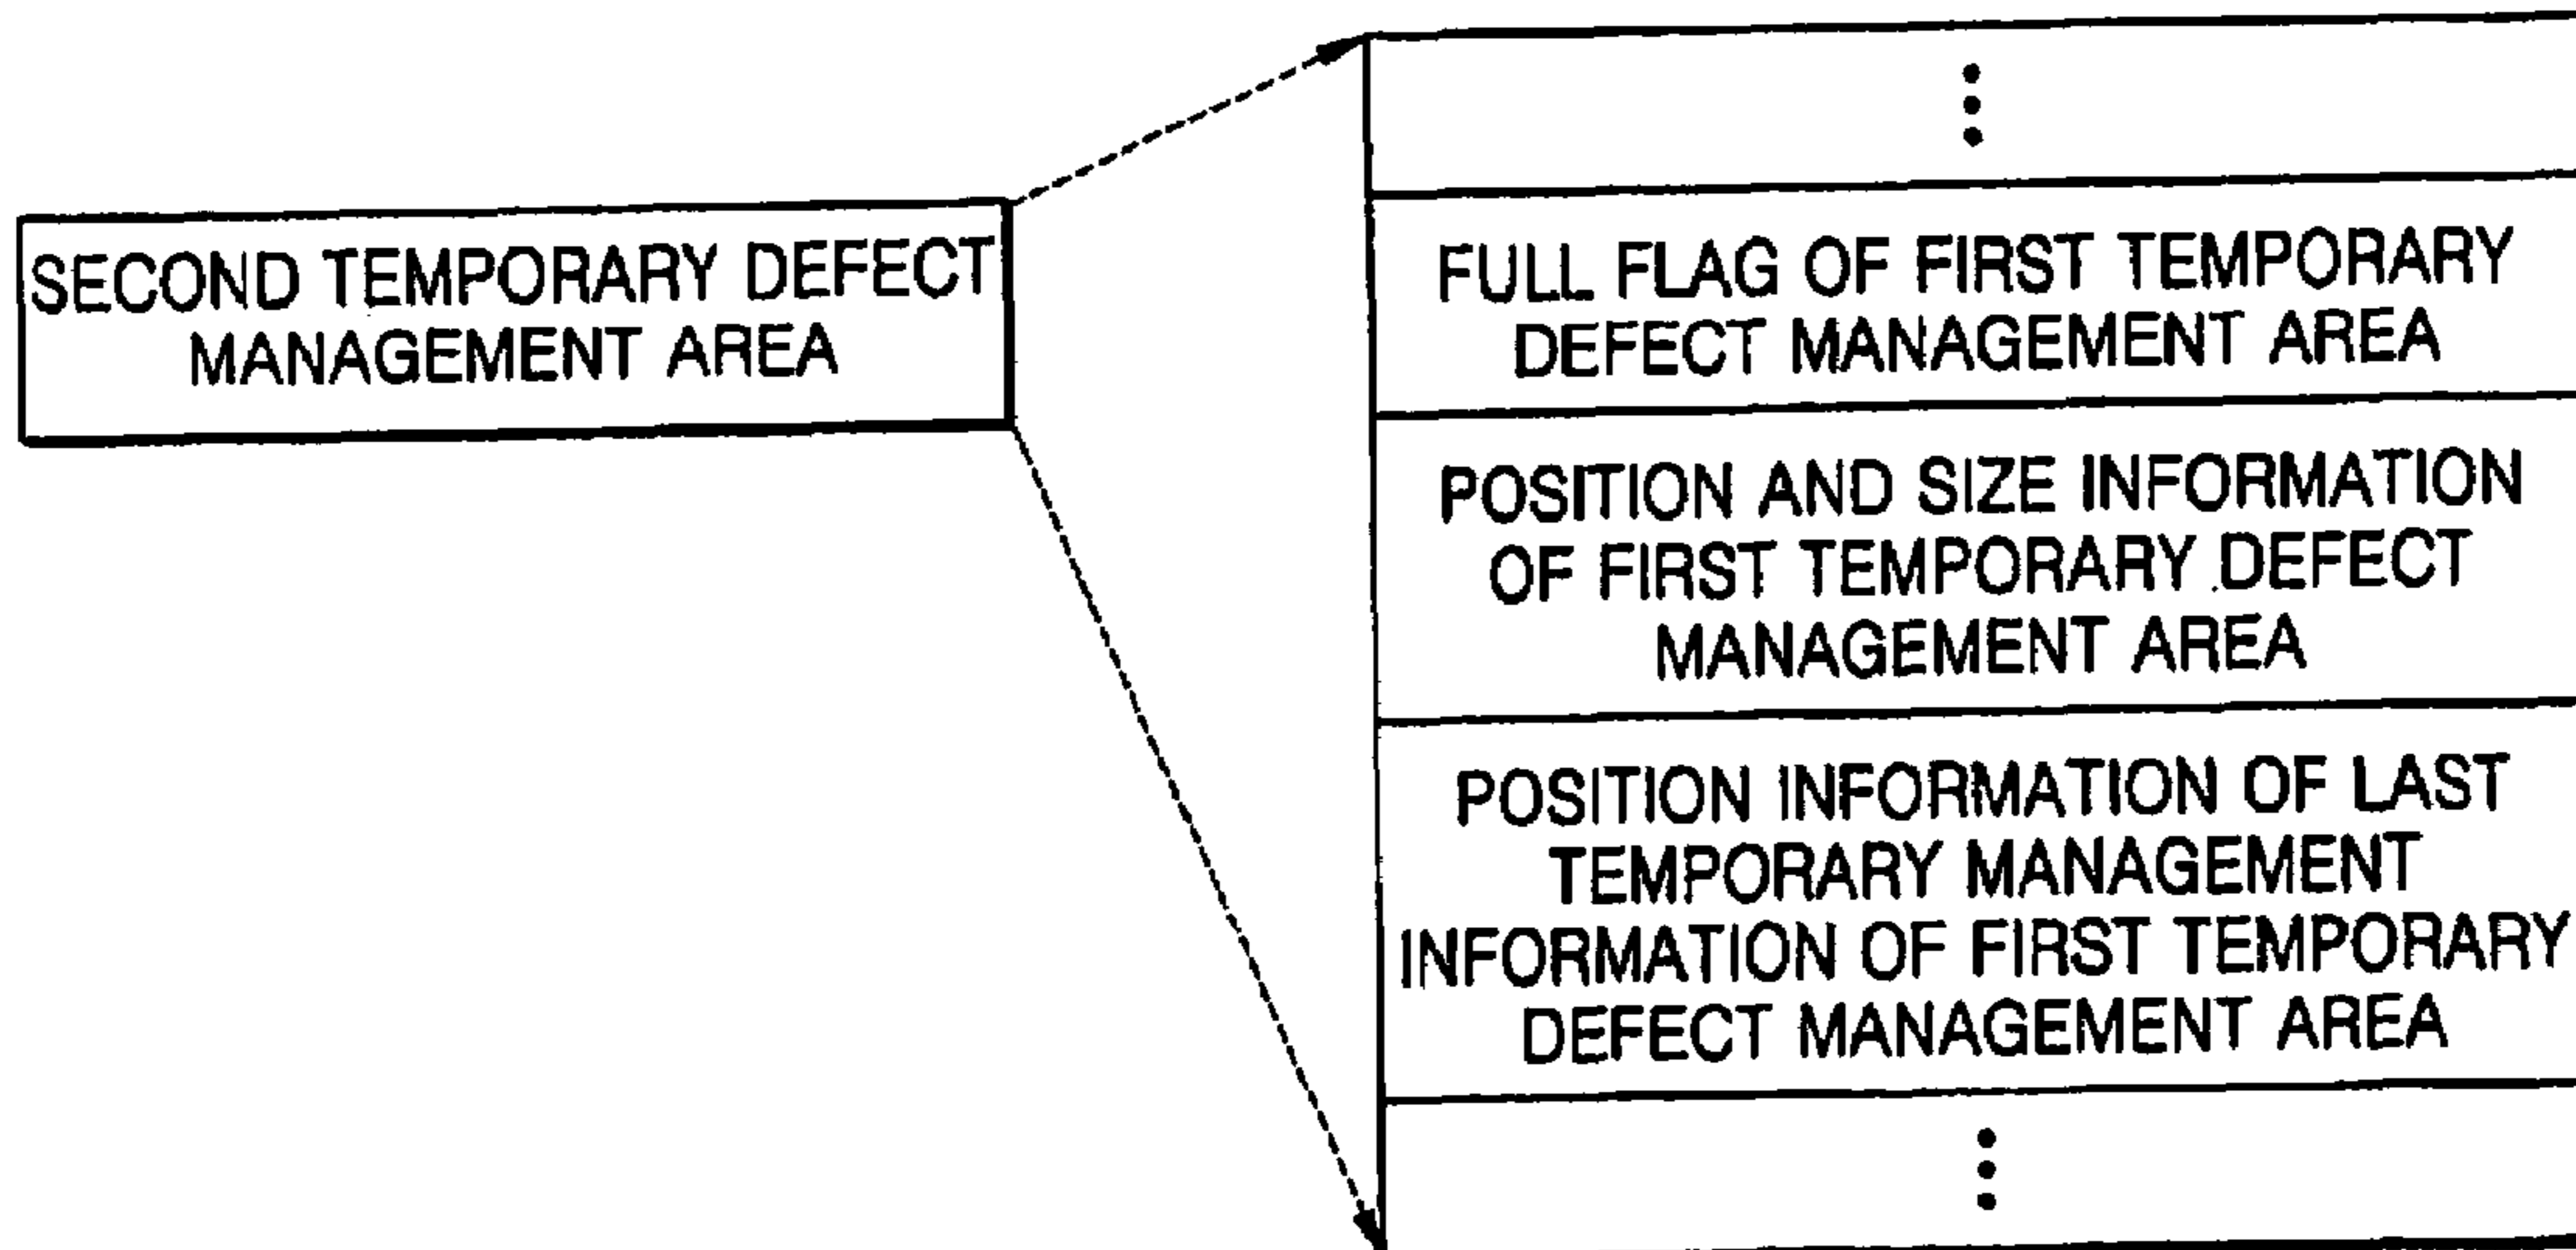 SECOND TEMPORARY DEFECT
MANAGEMENT AREA
FULL FLAG OF FIRST TEMPORARY
DEFECT MANAGEMENT AREA
POSITION AND SIZE INFORMATION
OF FIRST TEMPORARY DEFECT
MANAGEMENT AREA
POSITION INFORMATION OF LAST
TEMPORARY MANAGEMENT
INFORMATION OF FIRST TEMPORARY
DEFECT MANAGEMENT AREA